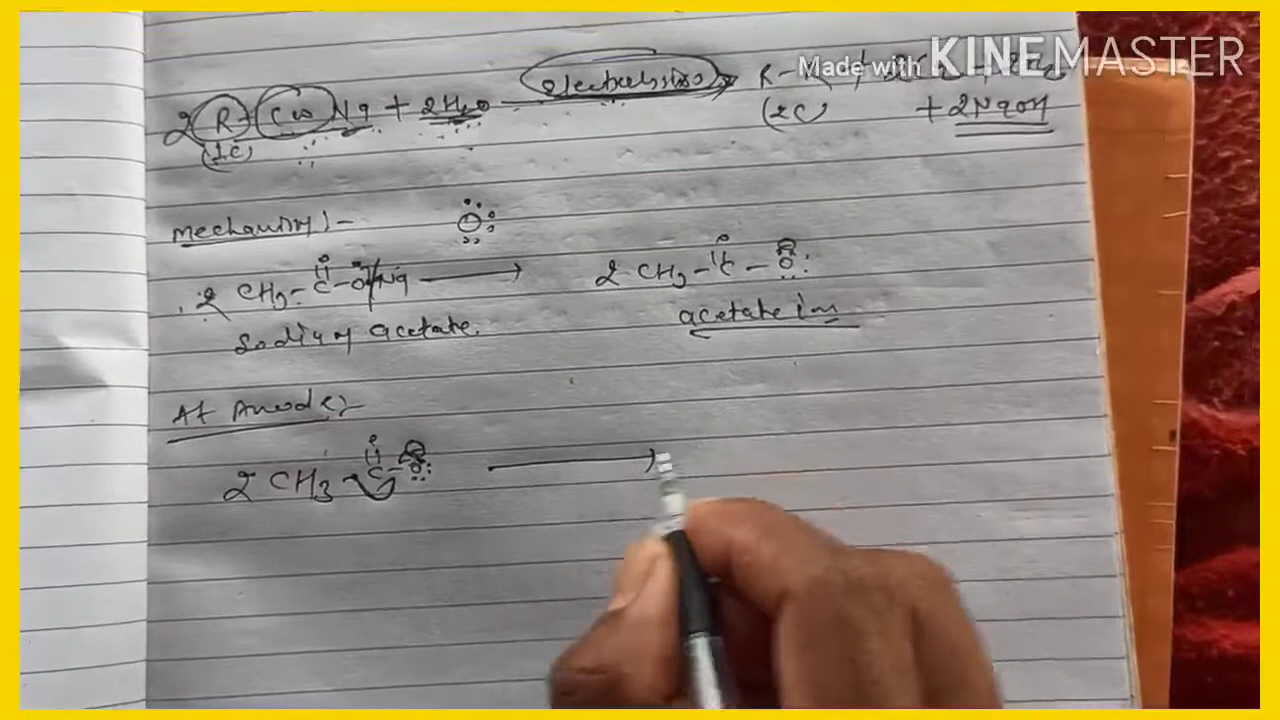 Made with KINEMASTER
2 R-COONa + 2H2O electrolysis → R-R +
(1C) (2C + 2NaOH
Mechanism :-
2 CH3-C-O Na → 2 CH3-C-O
O O
Sodium acetate. acetate ion
At Anode :-
O
2 CH3-C-O →